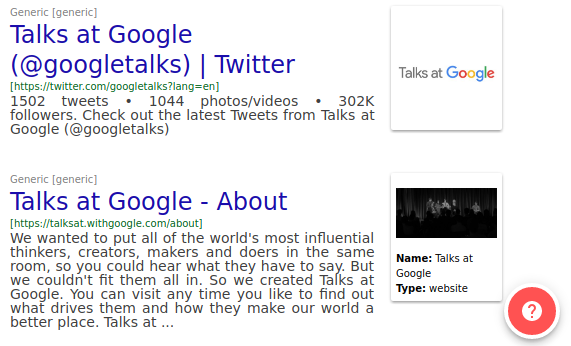 Generic [generic]
Talks at Google
(@googletalks) | Twitter
[https://twitter.com/googletalks?lang=en]
1502 tweets • 1044 photos/videos • 302K
followers. Check out the latest Tweets from Talks at
Google (@googletalks)
Talks at Google
Generic [generic]
Talks at Google - About
[https://talksat.withgoogle.com/about]
We wanted to put all of the world's most influential
thinkers, creators, makers and doers in the same
room, so you could hear what they have to say. But
we couldn't fit them all in. So we created Talks at
Google. You can visit any time you like to find out
what drives them and how they make our world a
better place. Talks at ...
Name: Talks at
Google
Type: website
?